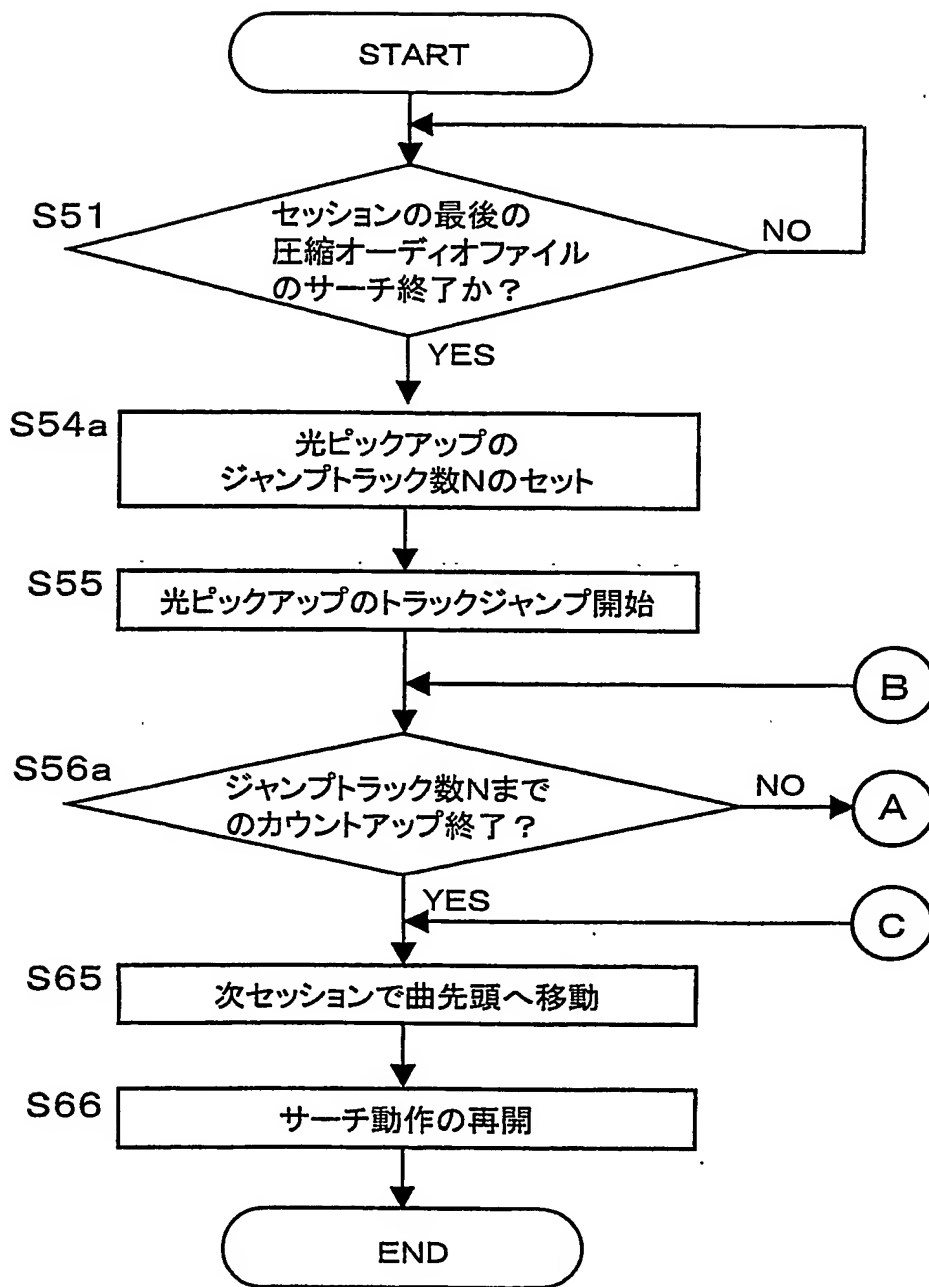 START
S51
セッションの最後の
圧縮オーディオファイル
のサーチ終了か？
NO
YES
S54a
光ピックアップの
ジャンプトラック数Nのセット
S55
光ピックアップのトラックジャンプ開始
B
S56a
ジャンプトラック数Nまで
のカウントアップ終了？
NO
A
YES
C
S65
次セッションで曲先頭へ移動
S66
サーチ動作の再開
END